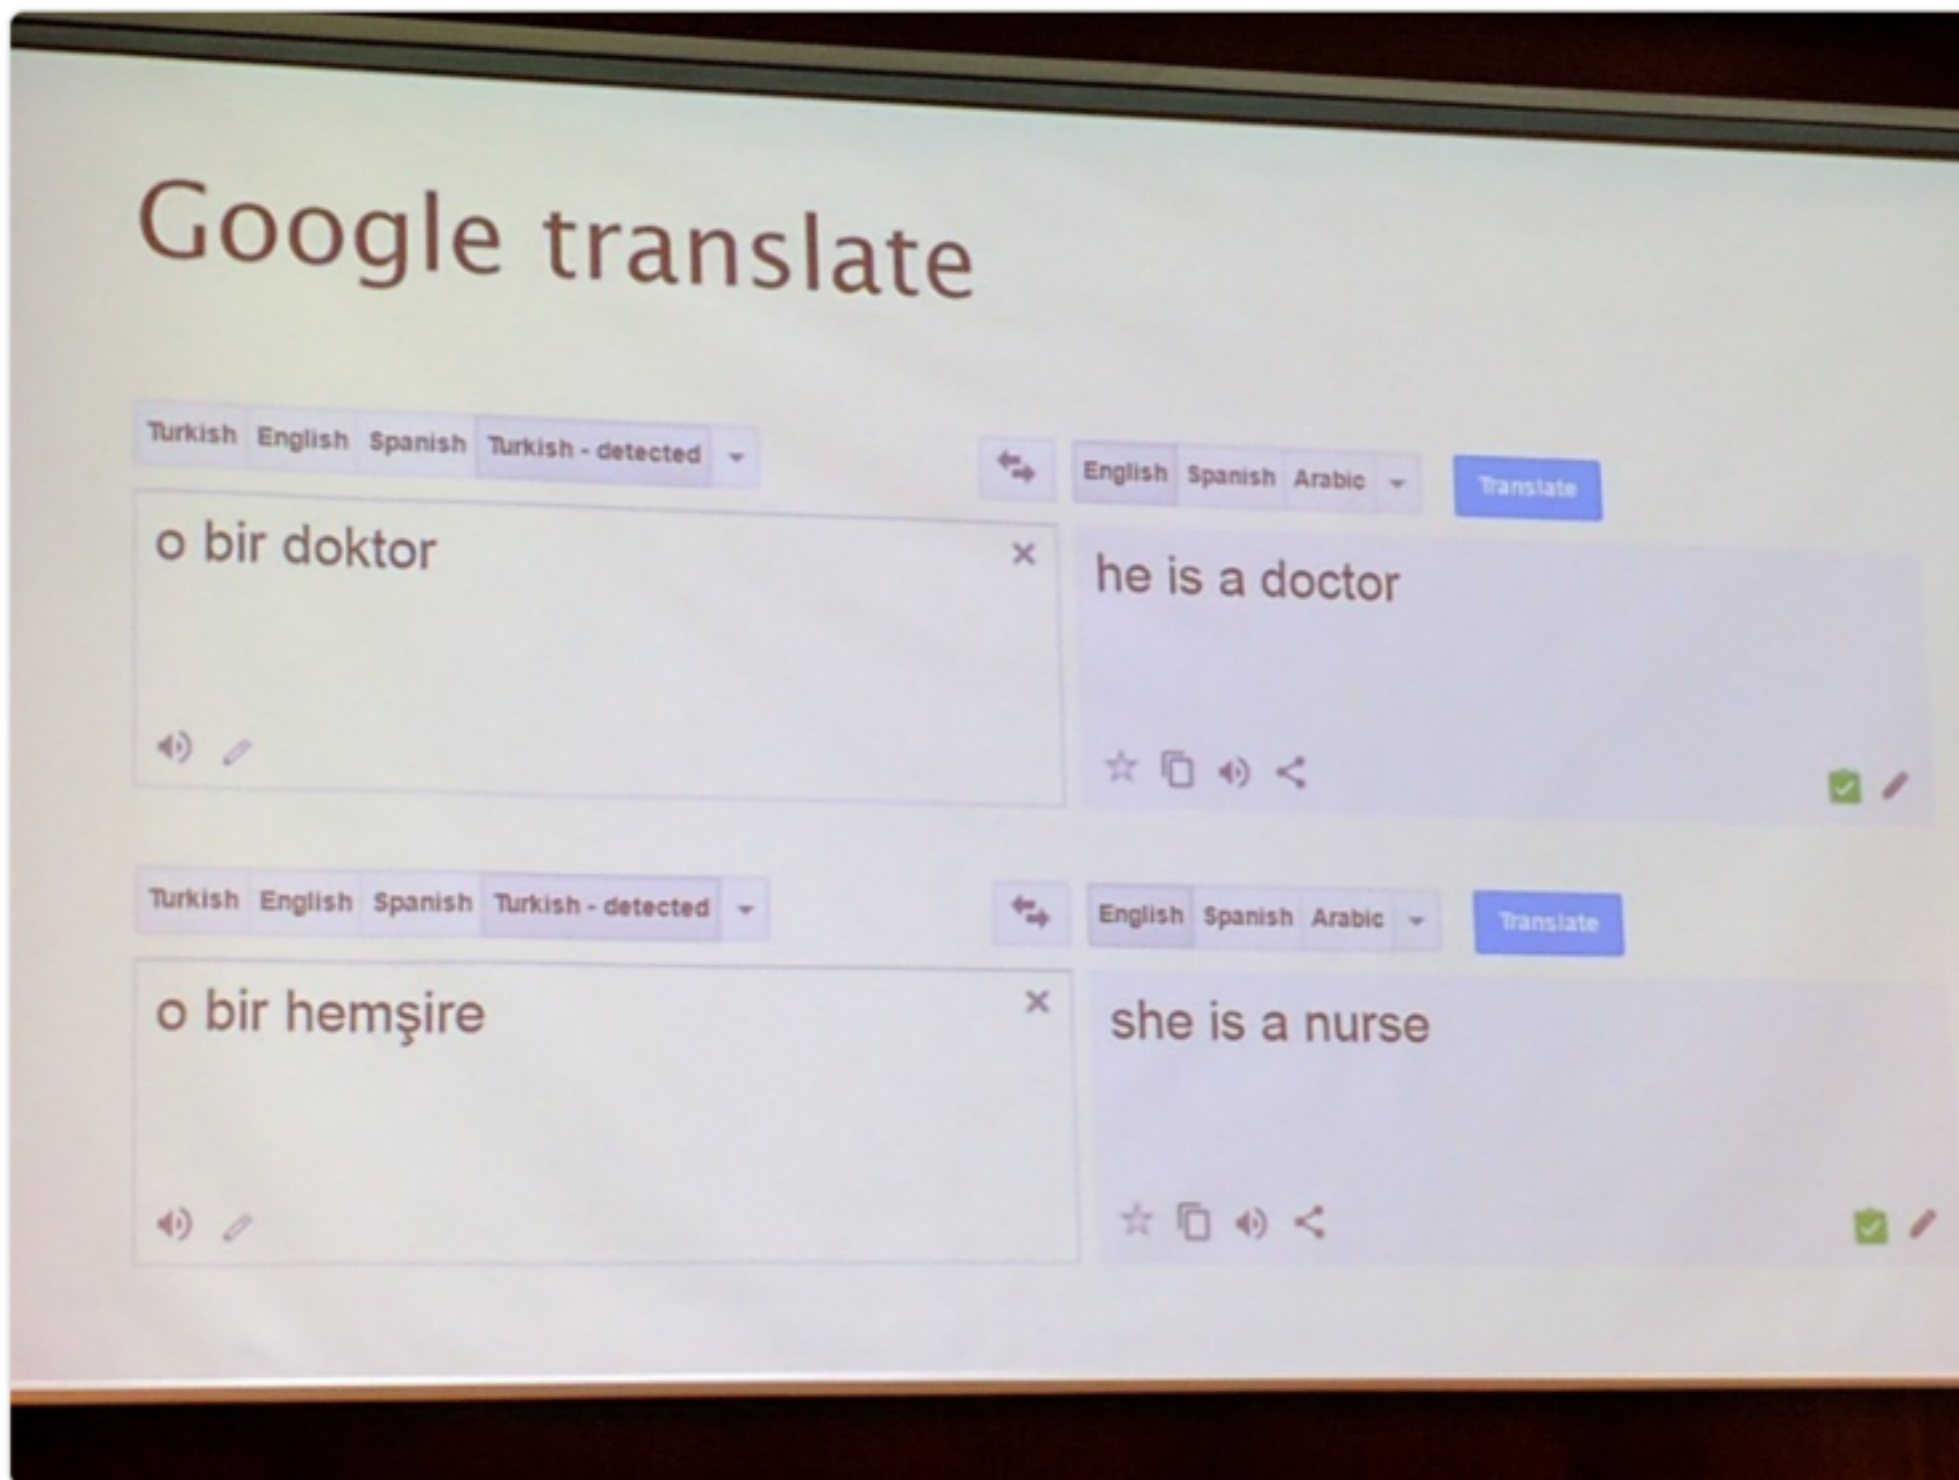 Google translate
Turkish English Spanish Turkish - detected English Spanish Arabic Translate
o bir doktor he is a doctor
Turkish English Spanish Turkish - detected English Spanish Arabic Translate
o bir hemşire she is a nurse